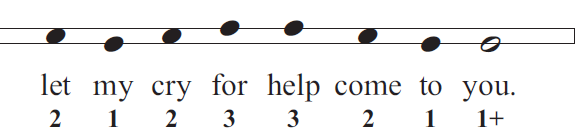 let my cry for help come to you.
2 1 2 3 3 2 1 1+